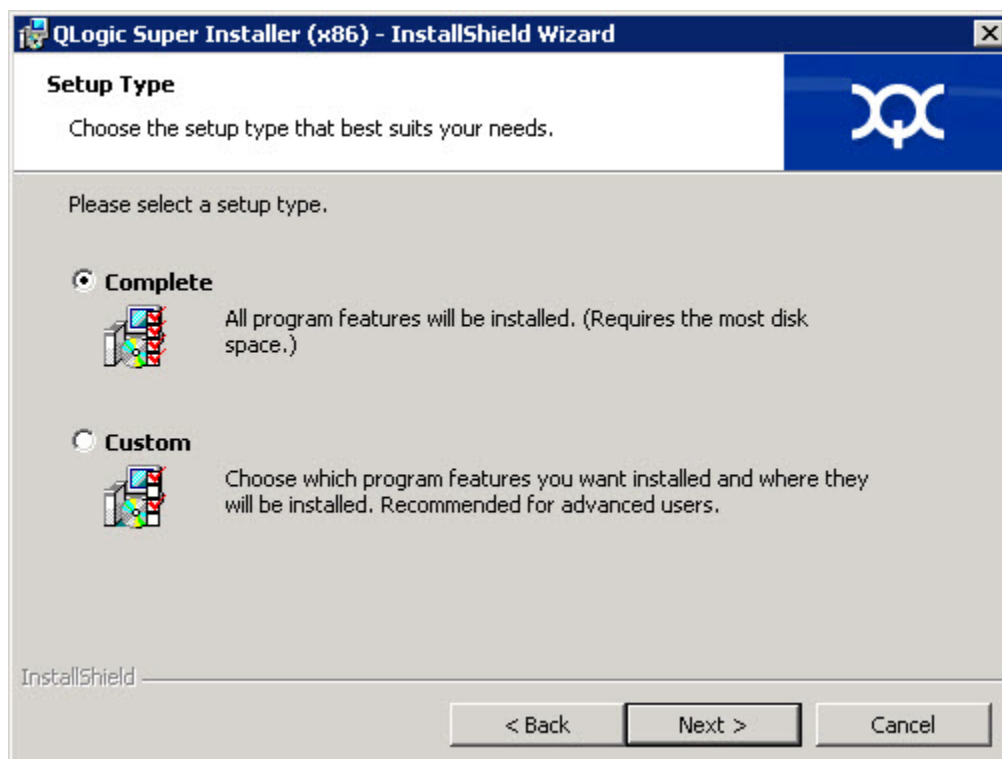 QLogic Super Installer (x86) - InstallShield Wizard
Setup Type
Choose the setup type that best suits your needs.
Please select a setup type.
Complete
All program features will be installed. (Requires the most disk
space.)
Custom
Choose which program features you want installed and where they
will be installed. Recommended for advanced users.
InstallShield
< Back
Next >
Cancel